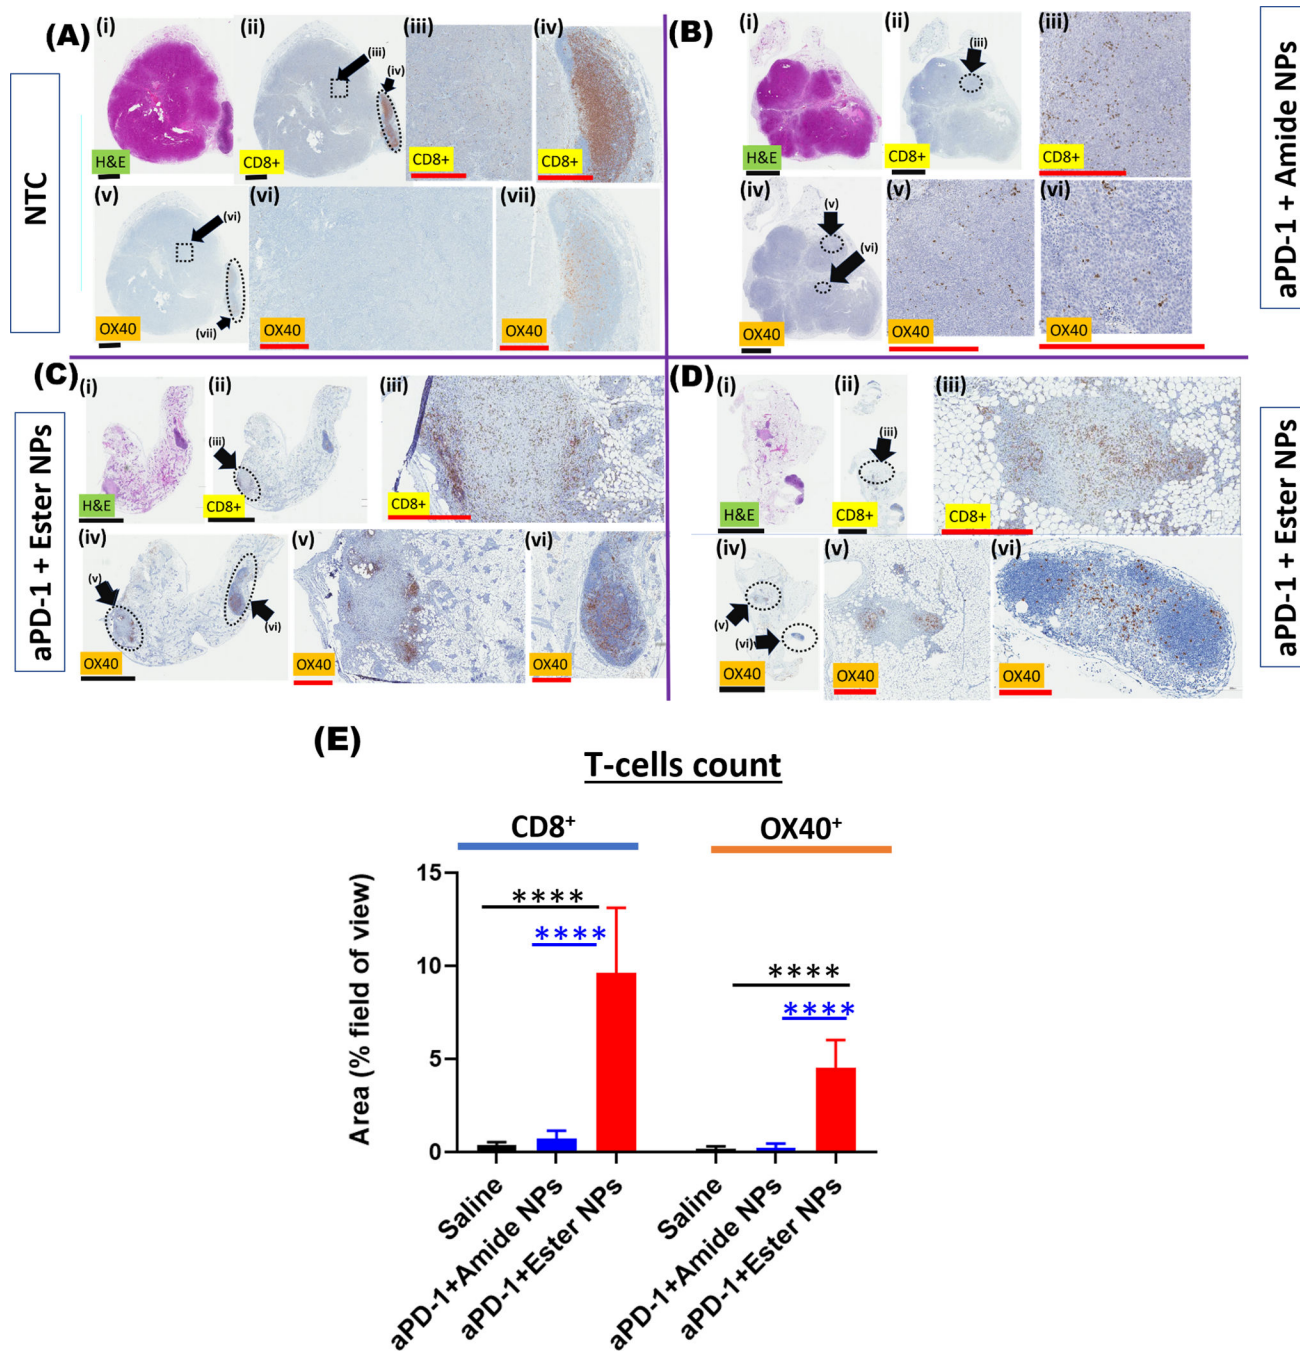 (A)
NTC
(i)
H&E
(ii)
(iii)
(iv)
CD8+
(iii)
CD8+
(iv)
CD8+
(v)
(vi)
(vii)
OX40
(vi)
OX40
(vii)
OX40
(B)
aPD-1 + Amide NPs
(i)
H&E
(ii)
(iii)
CD8+
(iii)
CD8+
(iv)
(v)
(vi)
OX40
(v)
OX40
(vi)
OX40
(C)
aPD-1 + Ester NPs
(i)
H&E
(ii)
(iii)
CD8+
(iii)
CD8+
(iv)
(v)
(vi)
OX40
(v)
OX40
(vi)
OX40
(D)
aPD-1 + Ester NPs
(i)
H&E
(ii)
(iii)
CD8+
(iii)
CD8+
(iv)
(v)
(vi)
OX40
(v)
OX40
(vi)
OX40
(E)
T-cells count
CD8+
OX40+
Area (% field of view)
15
10
5
0
****
****
****
****
Saline
aPD-1+Amide NPs
aPD-1+Ester NPs
Saline
aPD-1+Amide NPs
aPD-1+Ester NPs